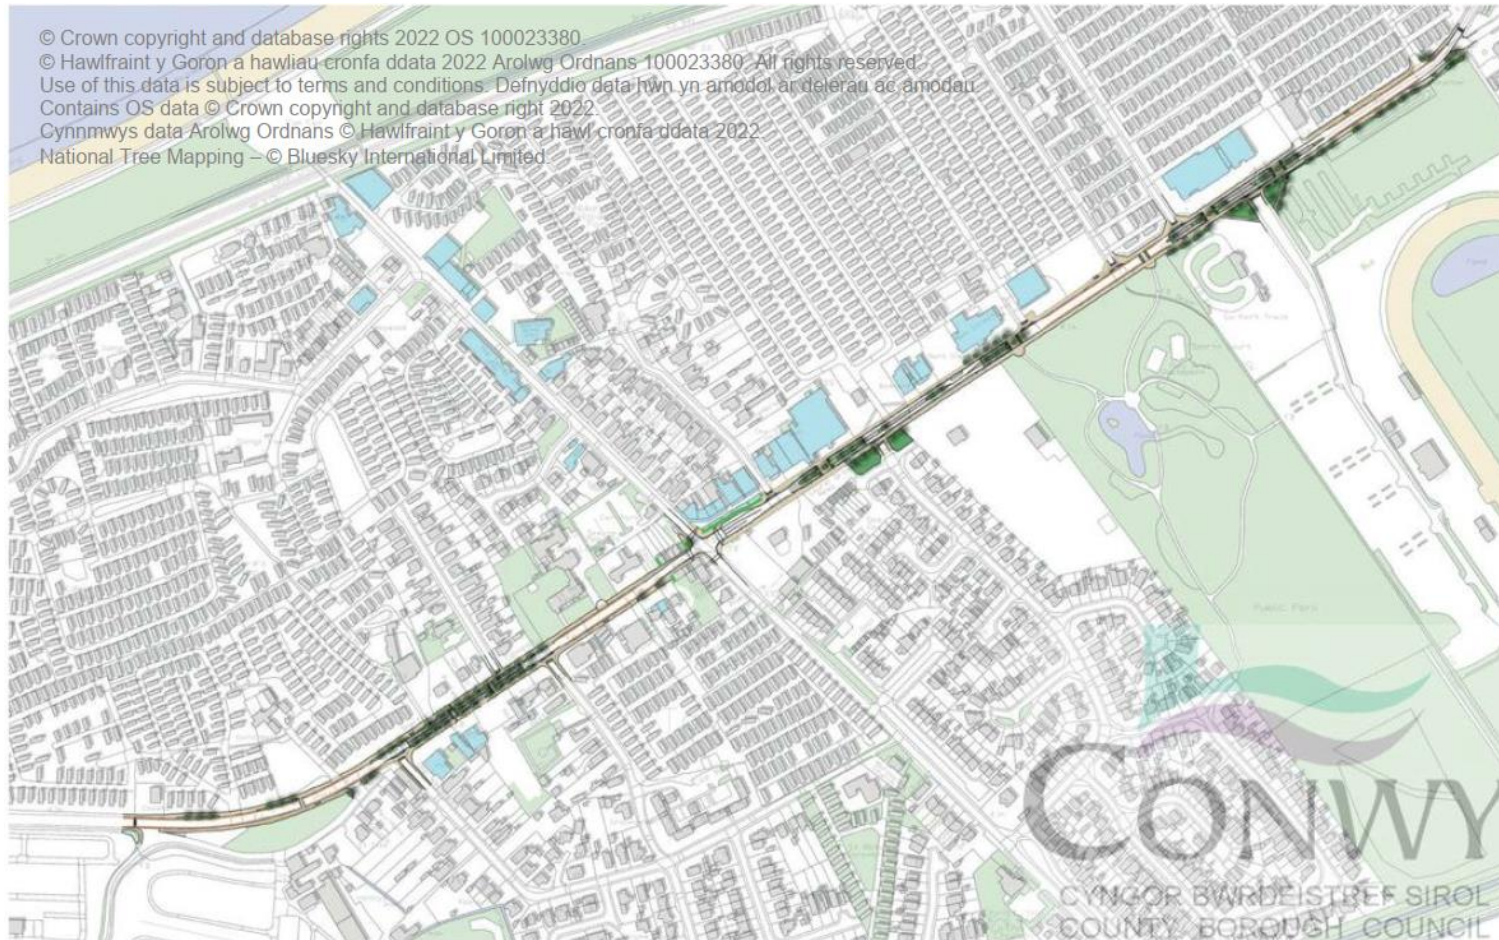 © Crown copyright and database rights 2022 OS 100023380.
© Hawlfraint y Goron a hawliau cronfa ddata 2022 Arolwg Ordnans 100023380. All rights reserved.
Use of this data is subject to terms and conditions. Defnyddio data hwn yn amodol ar delerau ac amodau.
Contains OS data © Crown copyright and database right 2022.
Cynnmwys data Arolwg Ordnans © Hawlfraint y Goron a hawl cronfa ddata 2022.
National Tree Mapping – © Bluesky International Limited.
Public Park
CONWY
CYNGOR BWRDEISTREF SIROL
COUNTY BOROUGH COUNCIL